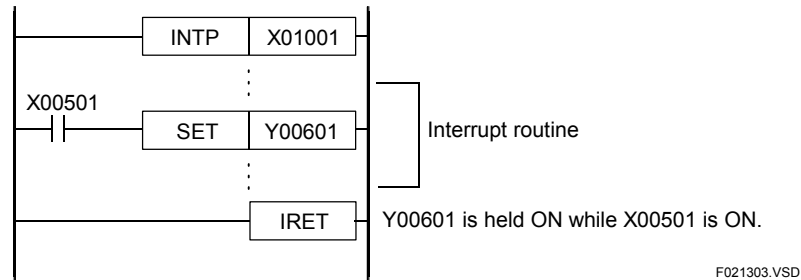 INTP X01001
X00501
SET Y00601
Interrupt routine
IRET Y00601 is held ON while X00501 is ON.
F021303.VSD